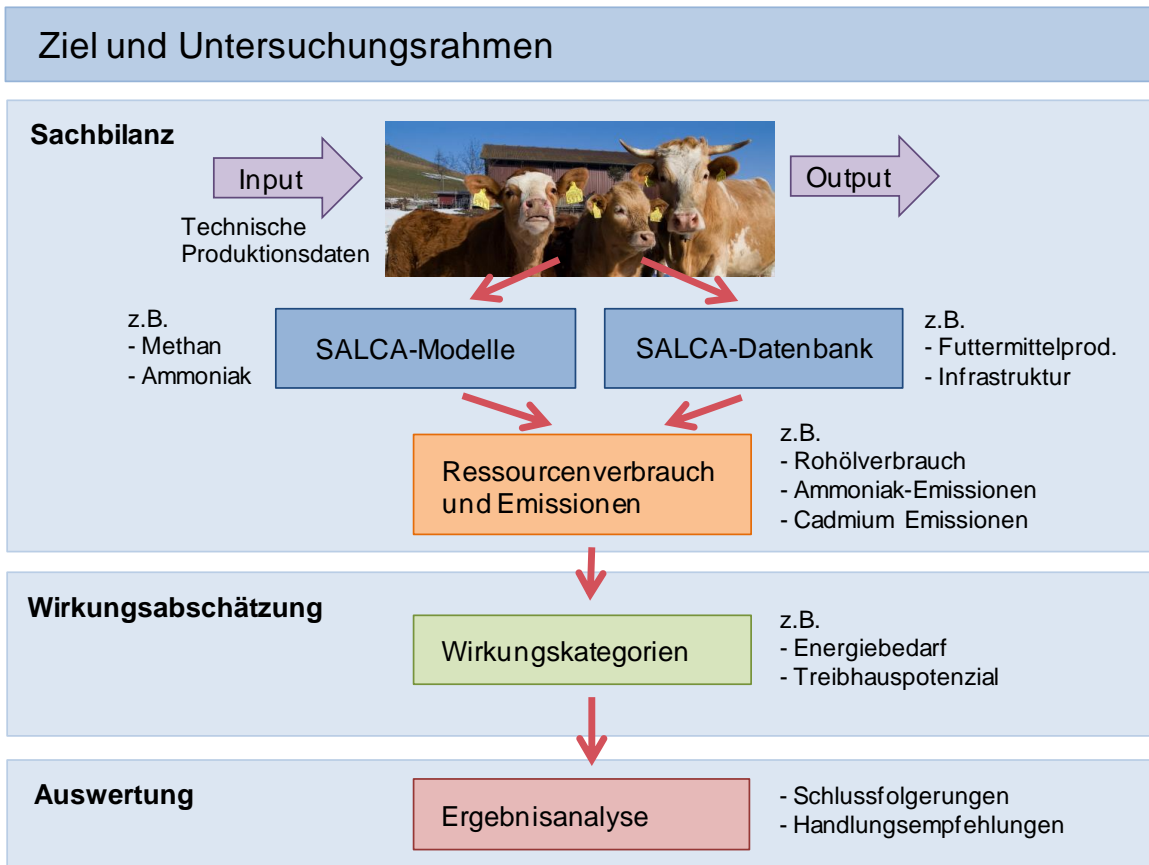 Ziel und Untersuchungsrahmen
Sachbilanz
Input
Output
Technische
Produktionsdaten
z.B.
- Methan
- Ammoniak
SALCA-Modelle
SALCA-Datenbank
z.B.
- Futtermittelprod.
- Infrastruktur
Ressourcenverbrauch
und Emissionen
z.B.
- Rohölverbrauch
- Ammoniak-Emissionen
- Cadmium Emissionen
Wirkungsabschätzung
Wirkungskategorien
z.B.
- Energiebedarf
- Treibhauspotenzial
Auswertung
Ergebnisanalyse
- Schlussfolgerungen
- Handlungsempfehlungen